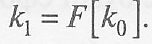 k₁ = F[k₀].